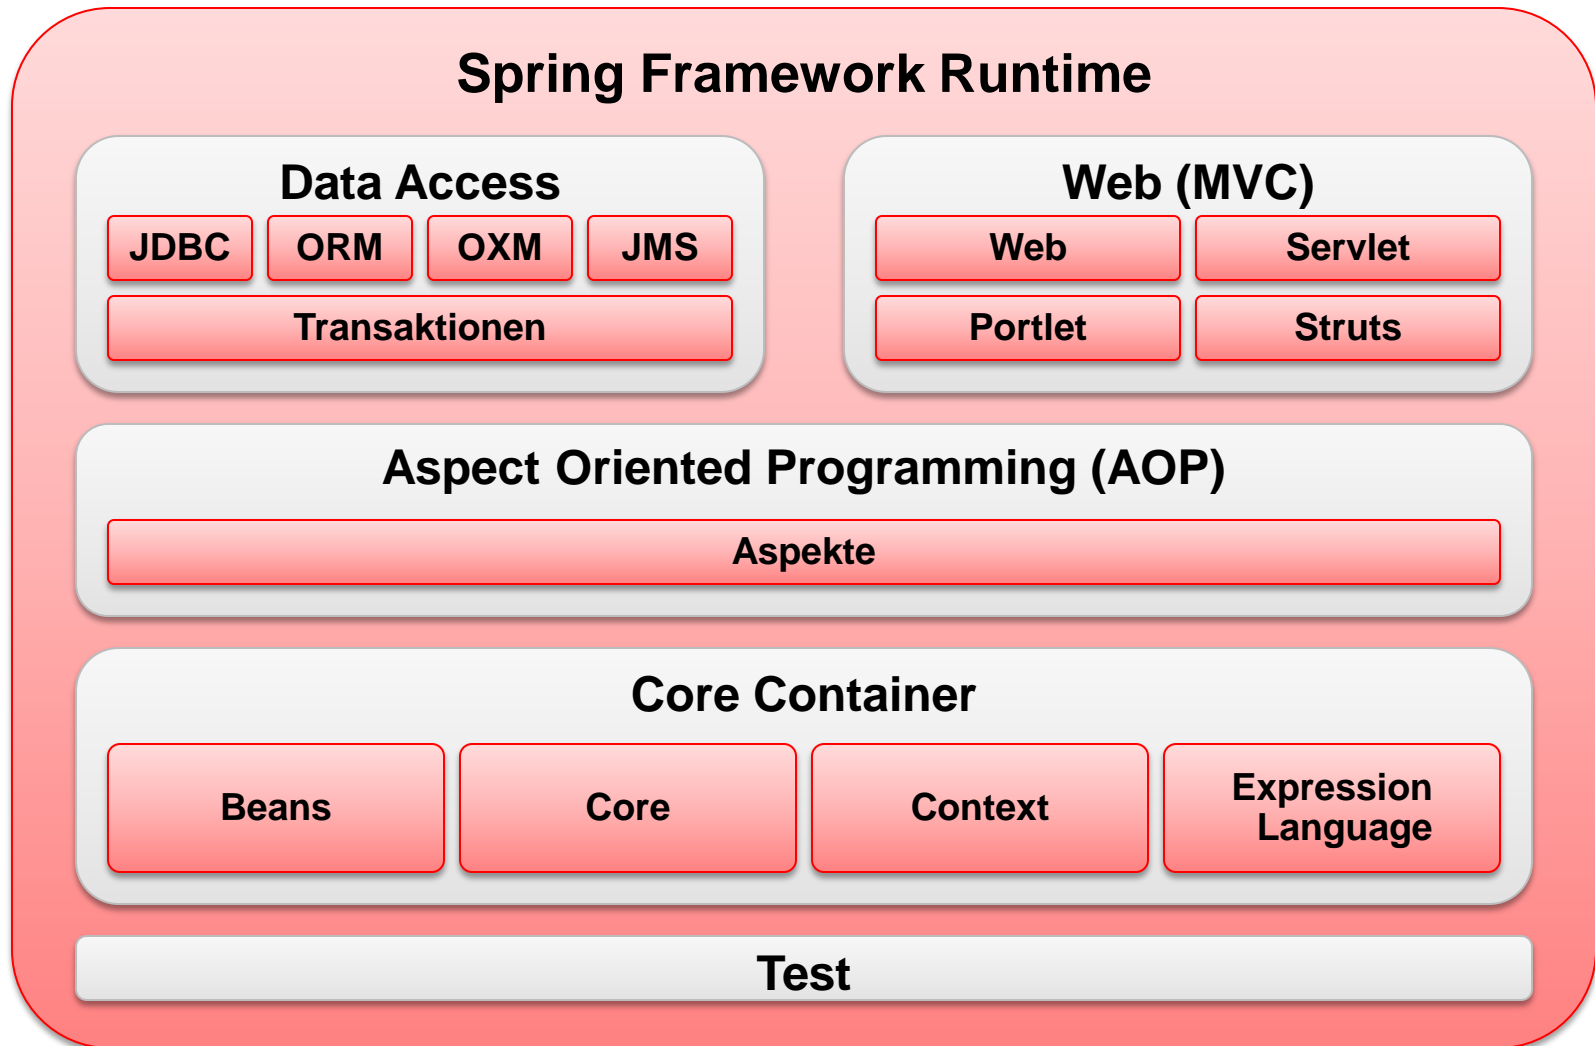 Spring Framework Runtime
Data Access
JDBC
ORM
OXM
JMS
Transaktionen
Web (MVC)
Web
Servlet
Portlet
Struts
Aspect Oriented Programming (AOP)
Aspekte
Core Container
Beans
Core
Context
Expression
Language
Test